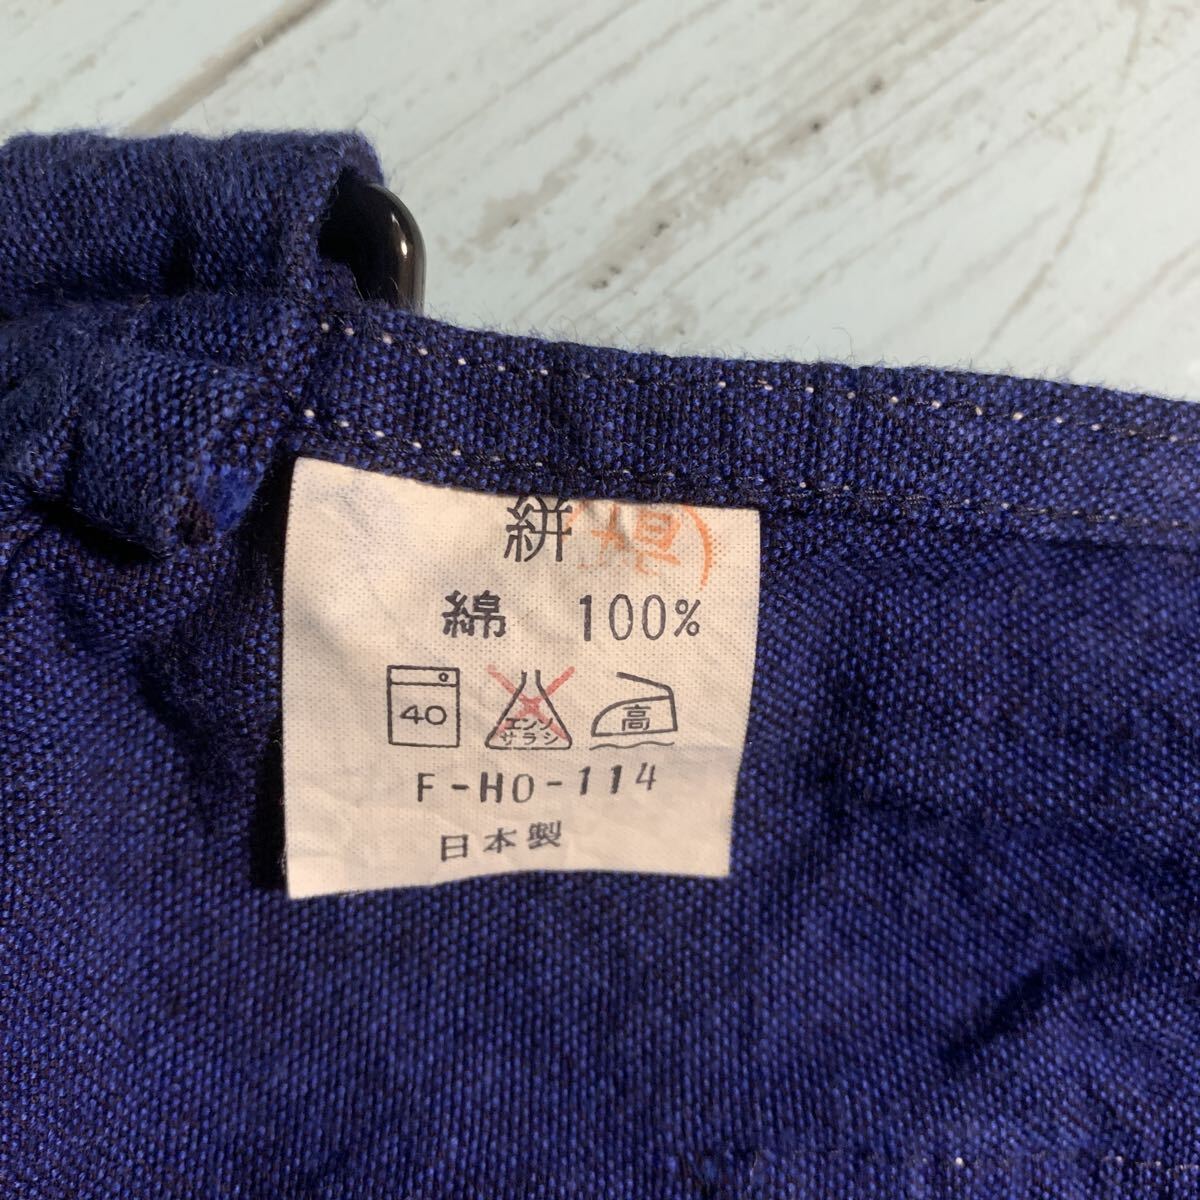 絣
綿 100%
40 エンソ サラシ 高
F-HO-114
日本製